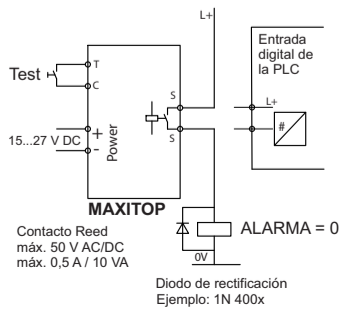 L+
Entrada
digital de
la PLC
L+
#
Test
T
C
S
S
15...27 V DC
+
-
Power
MAXITOP
Contacto Reed
máx. 50 V AC/DC
máx. 0,5 A / 10 VA
ALARMA = 0
0V
Diodo de rectificación
Ejemplo: 1N 400x